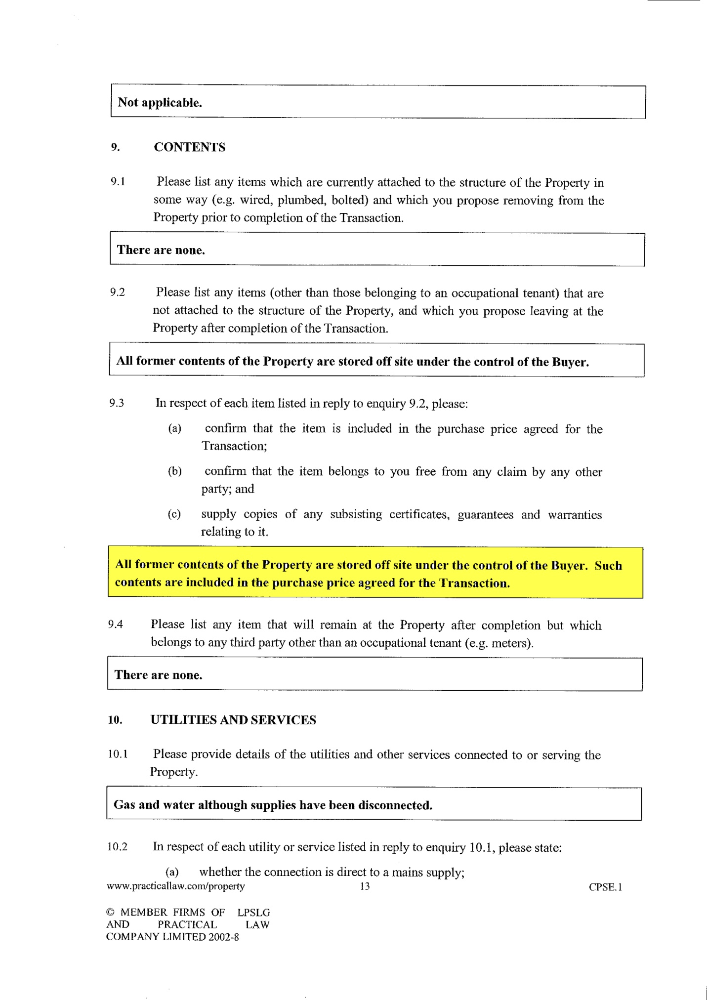 Not applicable.
9. CONTENTS
9.1 Please list any items which are currently attached to the structure of the Property in
some way (e.g. wired, plumbed, bolted) and which you propose removing from the
Property prior to completion of the Transaction.
There are none.
9.2 Please list any items (other than those belonging to an occupational tenant) that are
not attached to the structure of the Property, and which you propose leaving at the
Property after completion of the Transaction.
All former contents of the Property are stored off site under the control of the Buyer.
9.3 In respect of each item listed in reply to enquiry 9.2, please:
(a) confirm that the item is included in the purchase price agreed for the
Transaction;
(b) confirm that the item belongs to you free from any claim by any other
party; and
(c) supply copies of any subsisting certificates, guarantees and warranties
relating to it.
All former contents of the Property are stored off site under the control of the Buyer. Such
contents are included in the purchase price agreed for the Transaction.
9.4 Please list any item that will remain at the Property after completion but which
belongs to any third party other than an occupational tenant (e.g. meters).
There are none.
10. UTILITIES AND SERVICES
10.1 Please provide details of the utilities and other services connected to or serving the
Property.
Gas and water although supplies have been disconnected.
10.2 In respect of each utility or service listed in reply to enquiry 10.1, please state:
(a) whether the connection is direct to a mains supply;
www.practicallaw.com/property 13 CPSE.1
© MEMBER FIRMS OF LPSLG
AND PRACTICAL LAW
COMPANY LIMITED 2002-8